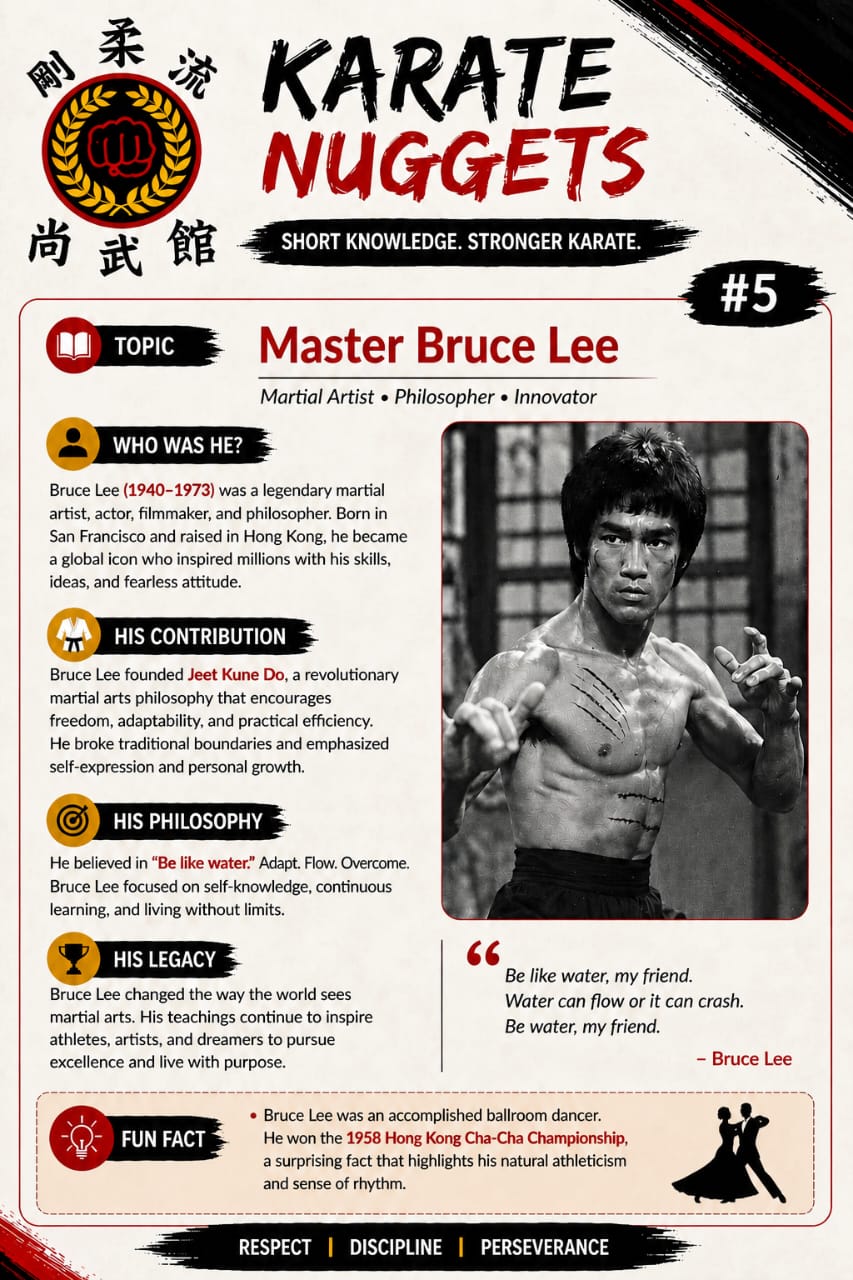 剛 柔 流
尚 武 館
KARATE
NUGGETS
SHORT KNOWLEDGE. STRONGER KARATE.
#5
TOPIC
Master Bruce Lee
Martial Artist • Philosopher • Innovator
WHO WAS HE?
Bruce Lee (1940–1973) was a legendary martial
artist, actor, filmmaker, and philosopher. Born in
San Francisco and raised in Hong Kong, he became
a global icon who inspired millions with his skills,
ideas, and fearless attitude.
HIS CONTRIBUTION
Bruce Lee founded Jeet Kune Do, a revolutionary
martial arts philosophy that encourages
freedom, adaptability, and practical efficiency.
He broke traditional boundaries and emphasized
self-expression and personal growth.
HIS PHILOSOPHY
He believed in “Be like water.” Adapt. Flow. Overcome.
Bruce Lee focused on self-knowledge, continuous
learning, and living without limits.
HIS LEGACY
Bruce Lee changed the way the world sees
martial arts. His teachings continue to inspire
athletes, artists, and dreamers to pursue
excellence and live with purpose.
“
Be like water, my friend.
Water can flow or it can crash.
Be water, my friend.
– Bruce Lee
FUN FACT
• Bruce Lee was an accomplished ballroom dancer.
He won the 1958 Hong Kong Cha-Cha Championship,
a surprising fact that highlights his natural athleticism
and sense of rhythm.
RESPECT | DISCIPLINE | PERSEVERANCE